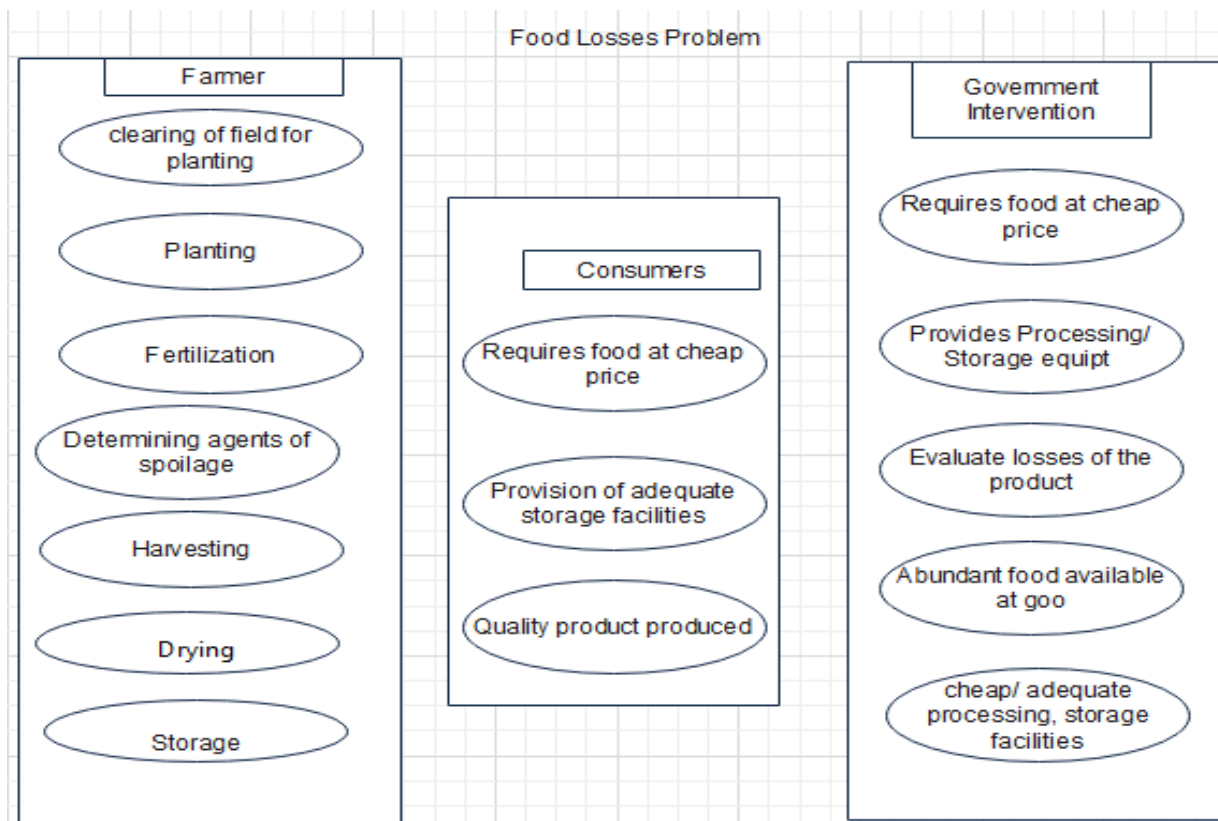 Food Losses Problem
Farmer
clearing of field for
planting
Planting
Fertilization
Determining agents of
spoilage
Harvesting
Drying
Storage
Consumers
Requires food at cheap
price
Provision of adequate
storage facilities
Quality product produced
Government
Intervention
Requires food at cheap
price
Provides Processing/
Storage equipt
Evaluate losses of the
product
Abundant food available
at goo
cheap/ adequate
processing, storage
facilities